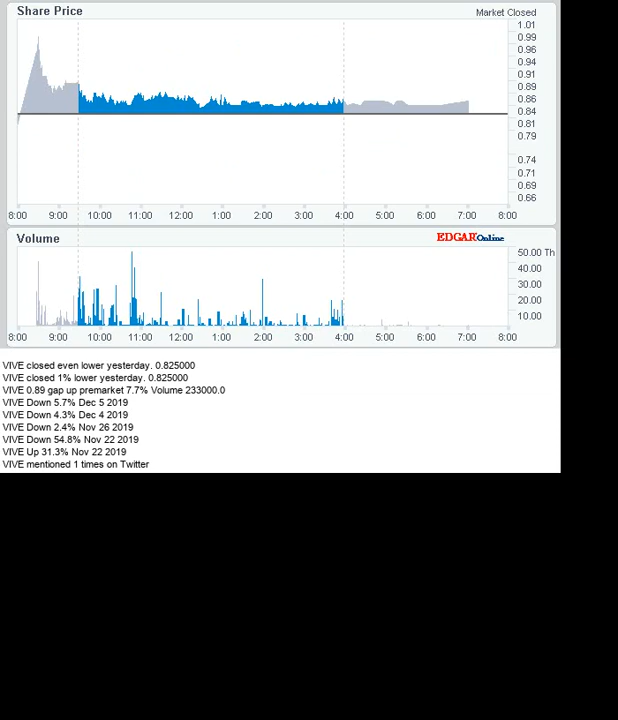 Share Price
Market Closed
1.01
0.99
0.96
0.94
0.91
0.89
0.86
0.84
0.81
0.79
0.74
0.71
0.69
0.66
8:00 9:00 10:00 11:00 12:00 1:00 2:00 3:00 4:00 5:00 6:00 7:00 8:00
Volume
EDGAR Online
50.00 Th
40.00
30.00
20.00
10.00
8:00 9:00 10:00 11:00 12:00 1:00 2:00 3:00 4:00 5:00 6:00 7:00 8:00
VIVE closed even lower yesterday. 0.825000
VIVE closed 1% lower yesterday. 0.825000
VIVE 0.89 gap up premarket 7.7% Volume 233000.0
VIVE Down 5.7% Dec 5 2019
VIVE Down 4.3% Dec 4 2019
VIVE Down 2.4% Nov 26 2019
VIVE Down 54.8% Nov 22 2019
VIVE Up 31.3% Nov 22 2019
VIVE mentioned 1 times on Twitter